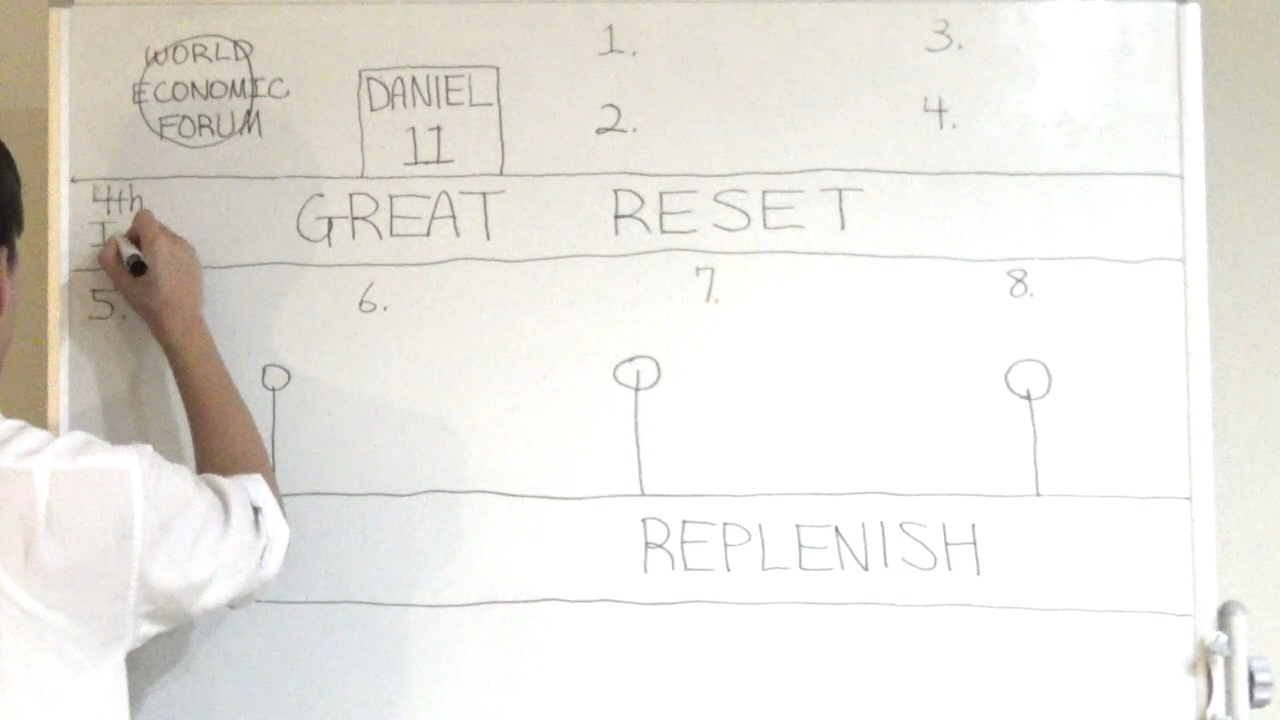 WORLD
ECONOMIC
FORUM
DANIEL
11
1.
2.
3.
4.
4th
I
GREAT RESET
5.
6.
7.
8.
REPLENISH